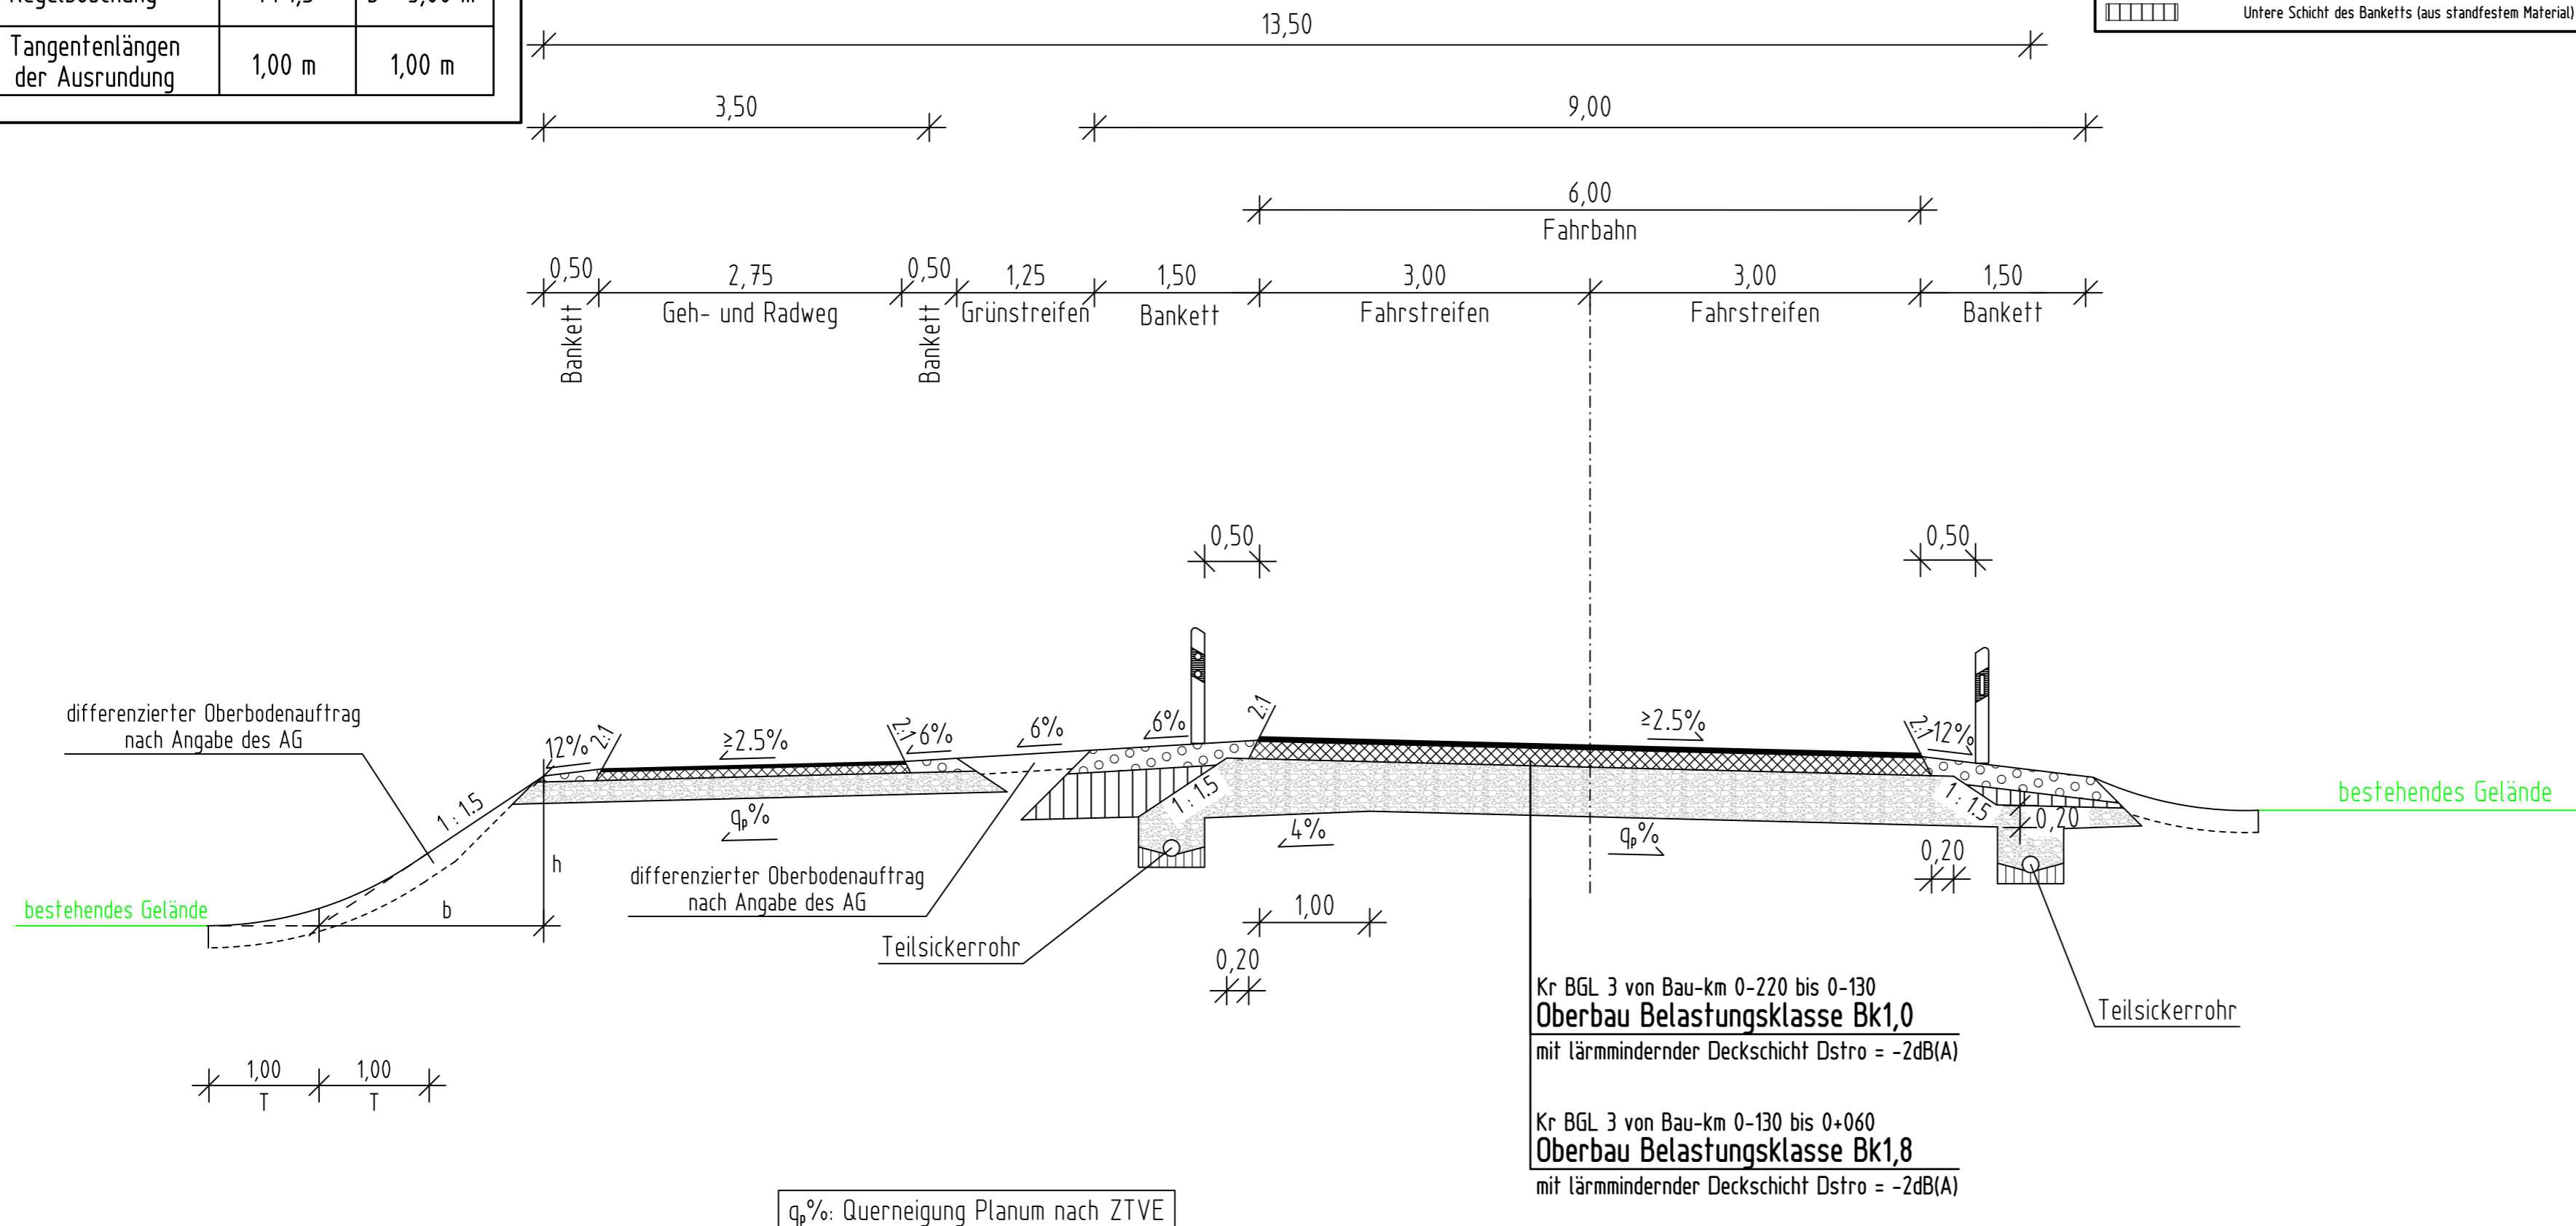 Tangentenlängen
der Ausrundung
1,00 m
1,00 m
Untere Schicht des Banketts (aus standfestem Material)
13,50
3,50
9,00
6,00
Fahrbahn
0,50
2,75
0,50
1,25
1,50
3,00
3,00
1,50
Bankett
Geh- und Radweg
Bankett
Grünstreifen
Bankett
Fahrstreifen
Fahrstreifen
Bankett
0,50
0,50
differenzierter Oberbodenauftrag
nach Angabe des AG
12%
2:1
≥2.5%
2:1
6%
6%
6%
2:1
≥2.5%
2:1
12%
1 : 1.5
1 : 1.5
1 : 1.5
bestehendes Gelände
0,20
qp%
4%
qp%
0,20
h
b
differenzierter Oberbodenauftrag
nach Angabe des AG
bestehendes Gelände
1,00
Teilsickerrohr
0,20
Kr BGL 3 von Bau-km 0-220 bis 0-130
Oberbau Belastungsklasse Bk1,0
mit lärmmindernder Deckschicht Dstro = -2dB(A)
Teilsickerrohr
1,00
1,00
T
T
Kr BGL 3 von Bau-km 0-130 bis 0+060
Oberbau Belastungsklasse Bk1,8
mit lärmmindernder Deckschicht Dstro = -2dB(A)
qp%: Querneigung Planum nach ZTVE